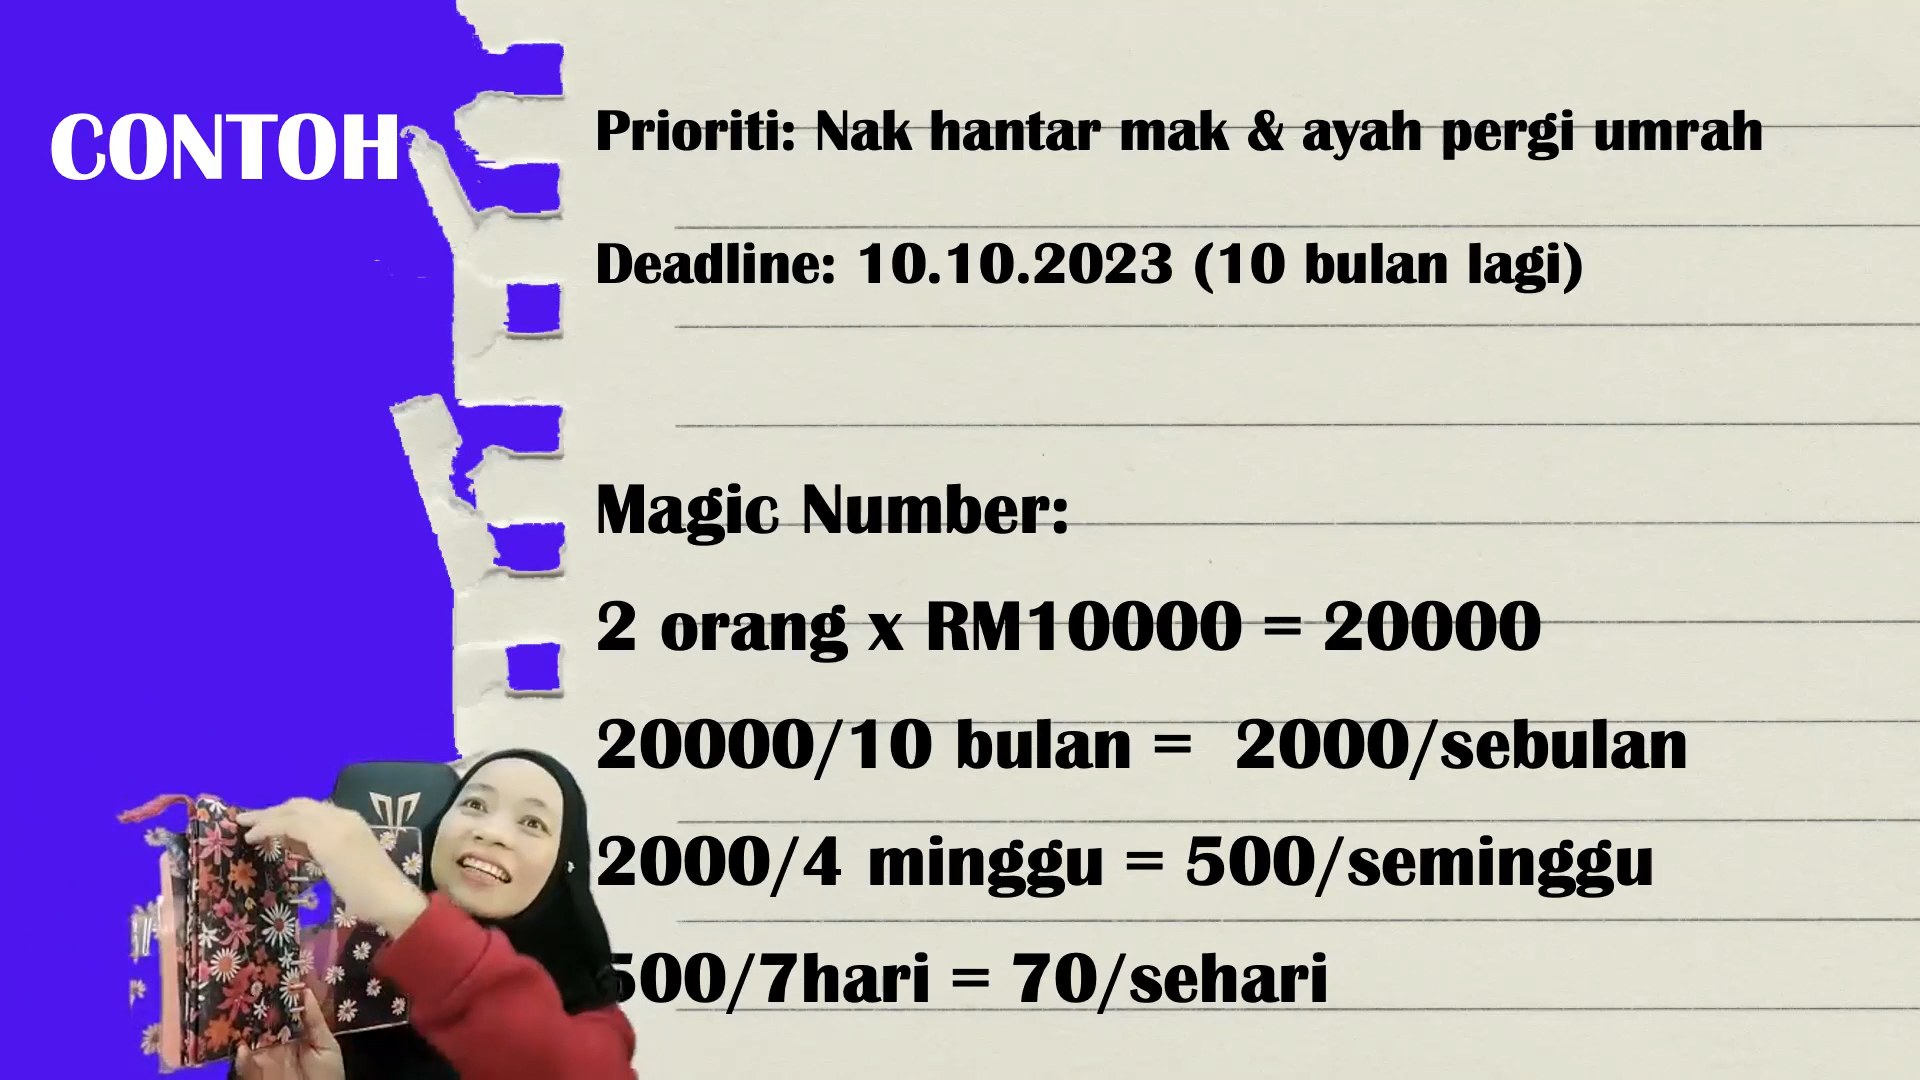 CONTOH
Prioriti: Nak hantar mak & ayah pergi umrah
Deadline: 10.10.2023 (10 bulan lagi)
Magic Number:
2 orang x RM10000 = 20000
20000/10 bulan = 2000/sebulan
2000/4 minggu = 500/seminggu
500/7hari = 70/sehari